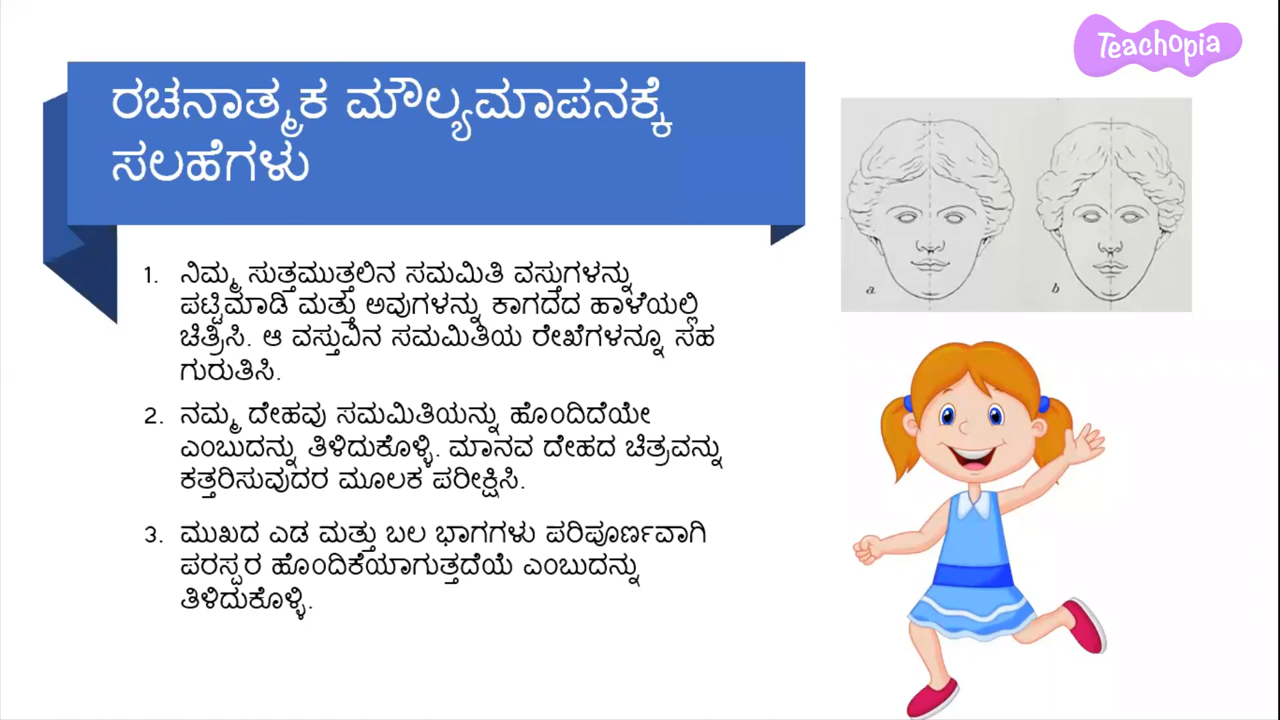 Teachopia
ರಚನಾತ್ಮಕ ಮೌಲ್ಯಮಾಪನಕ್ಕೆ
ಸಲಹೆಗಳು
1. ನಿಮ್ಮ ಸುತ್ತಮುತ್ತಲಿನ ಸಮಮಿತಿ ವಸ್ತುಗಳನ್ನು
ಪಟ್ಟಿಮಾಡಿ ಮತ್ತು ಅವುಗಳನ್ನು ಕಾಗದದ ಹಾಳೆಯಲ್ಲಿ
ಚಿತ್ರಿಸಿ. ಆ ವಸ್ತುವಿನ ಸಮಮಿತಿಯ ರೇಖೆಗಳನ್ನೂ ಸಹ
ಗುರುತಿಸಿ.
2. ನಮ್ಮ ದೇಹವು ಸಮಮಿತಿಯನ್ನು ಹೊಂದಿದೆಯೇ
ಎಂಬುದನ್ನು ತಿಳಿದುಕೊಳ್ಳಿ. ಮಾನವ ದೇಹದ ಚಿತ್ರವನ್ನು
ಕತ್ತರಿಸುವುದರ ಮೂಲಕ ಪರೀಕ್ಷಿಸಿ.
3. ಮುಖದ ಎಡ ಮತ್ತು ಬಲ ಭಾಗಗಳು ಪರಿಪೂರ್ಣವಾಗಿ
ಪರಸ್ಪರ ಹೊಂದಿಕೆಯಾಗುತ್ತದೆಯೆ ಎಂಬುದನ್ನು
ತಿಳಿದುಕೊಳ್ಳಿ.
a
b